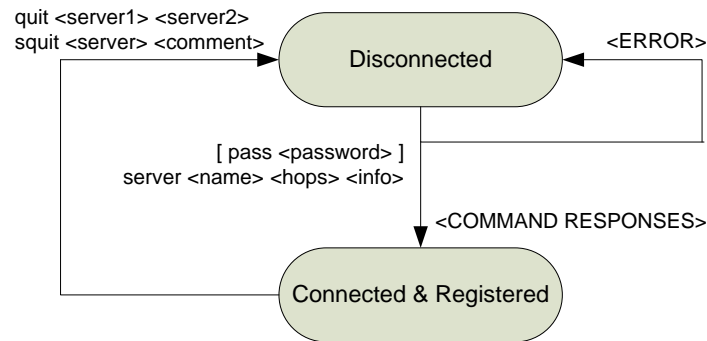 quit <server1> <server2>
squit <server> <comment>
Disconnected
<ERROR>
[ pass <password> ]
server <name> <hops> <info>
<COMMAND RESPONSES>
Connected & Registered